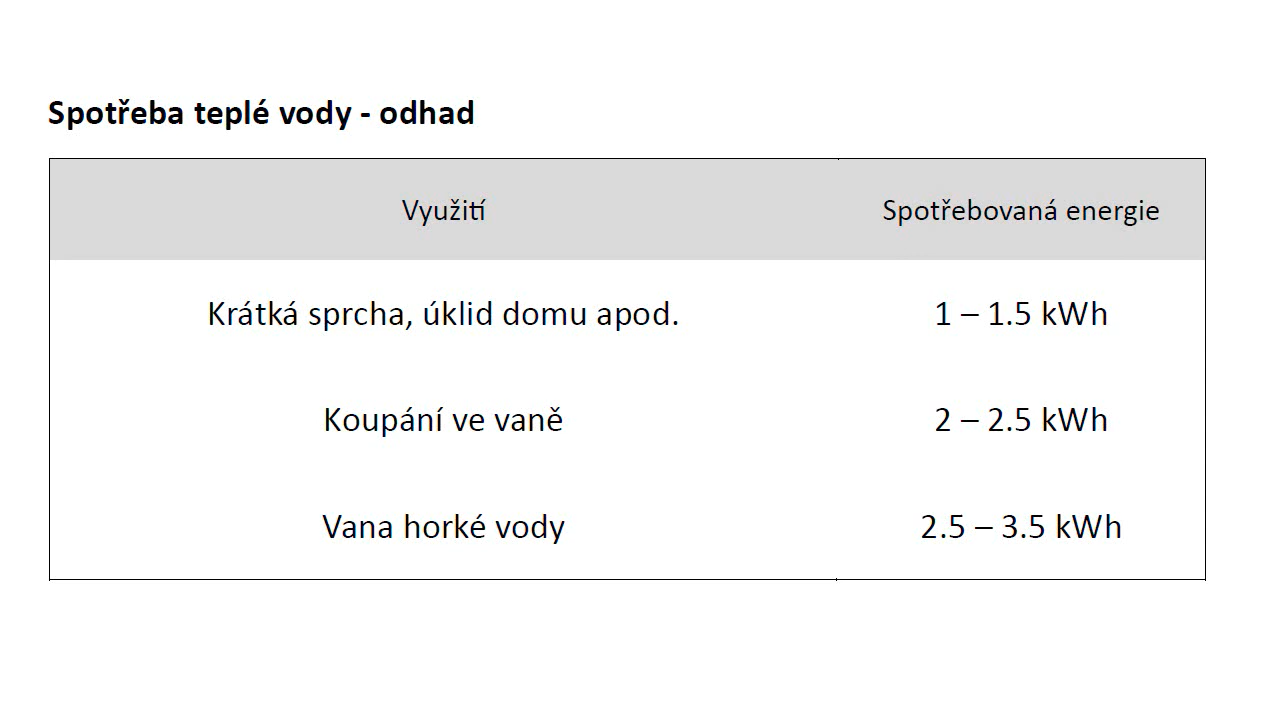 Spotřeba teplé vody - odhad
Využití Spotřebovaná energie
Krátká sprcha, úklid domu apod. 1 – 1.5 kWh
Koupání ve vaně 2 – 2.5 kWh
Vana horké vody 2.5 – 3.5 kWh